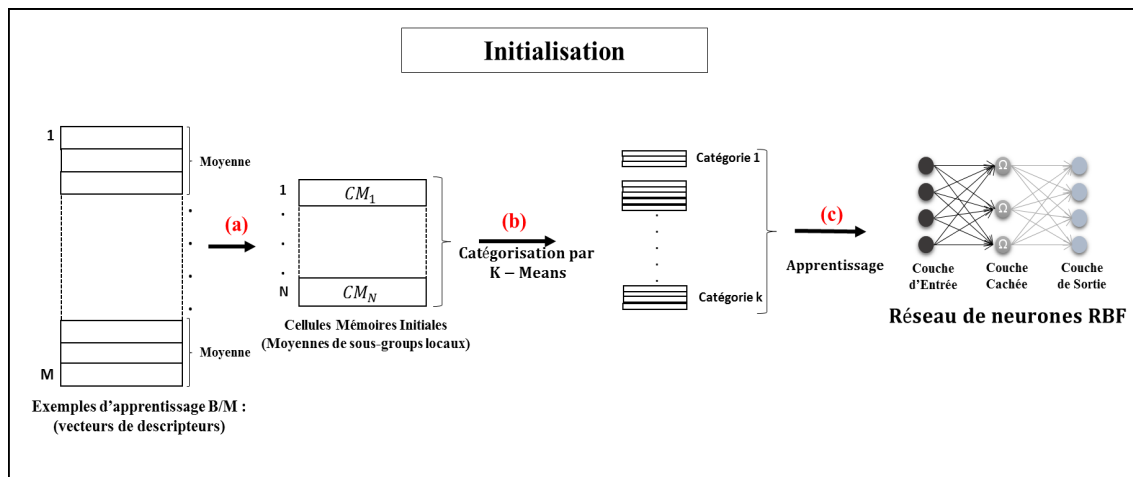 Initialisation
1
Moyenne
Moyenne
M
Exemples d'apprentissage B/M :
(vecteurs de descripteurs)
(a)
1
CM₁
N
CM_N
Cellules Mémoires Initiales
(Moyennes de sous-groups locaux)
(b)
Catégorisation par
K – Means
Catégorie 1
Catégorie k
(c)
Apprentissage
Ω
Ω
Ω
Couche
d'Entrée
Couche
Cachée
Couche
de Sortie
Réseau de neurones RBF